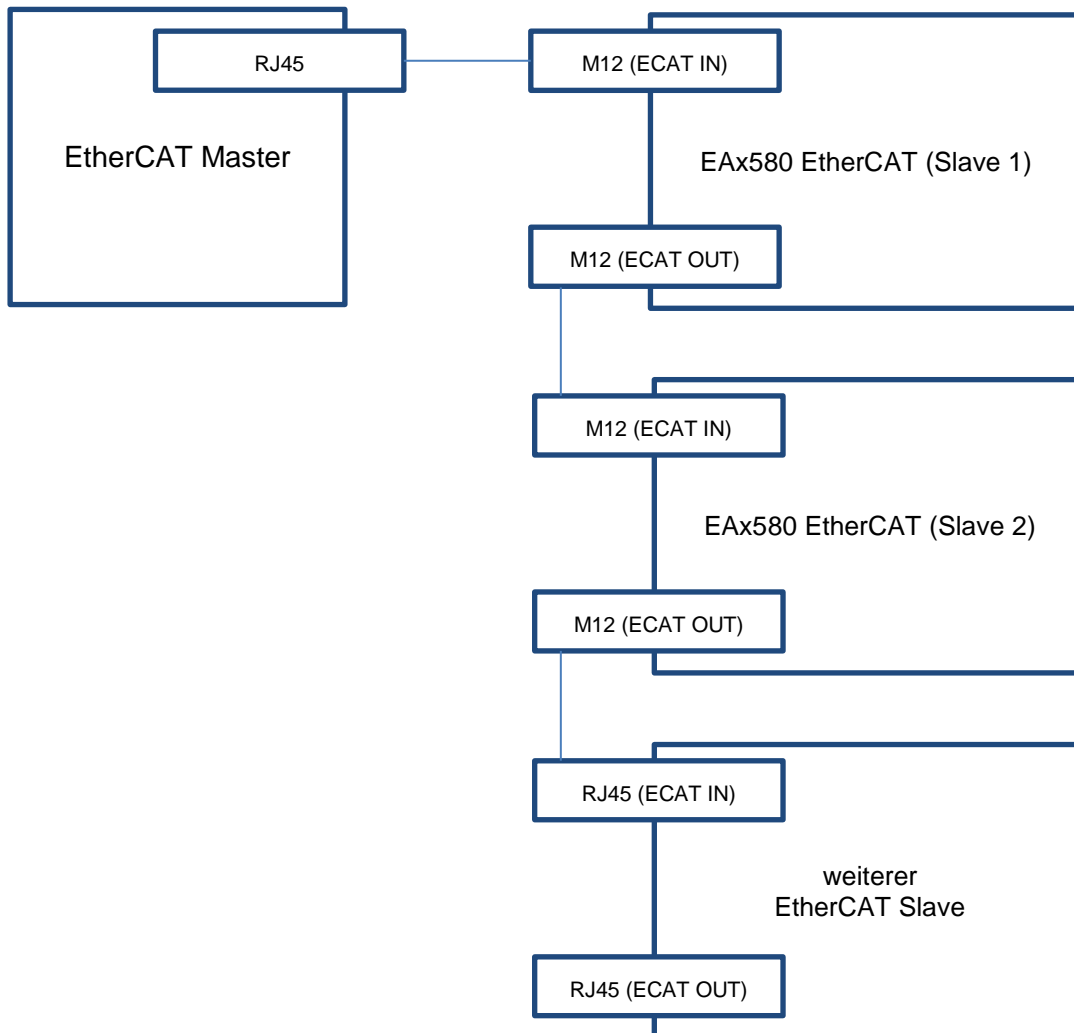 RJ45
M12 (ECAT IN)
EtherCAT Master
EAx580 EtherCAT (Slave 1)
M12 (ECAT OUT)
M12 (ECAT IN)
EAx580 EtherCAT (Slave 2)
M12 (ECAT OUT)
RJ45 (ECAT IN)
weiterer
EtherCAT Slave
RJ45 (ECAT OUT)